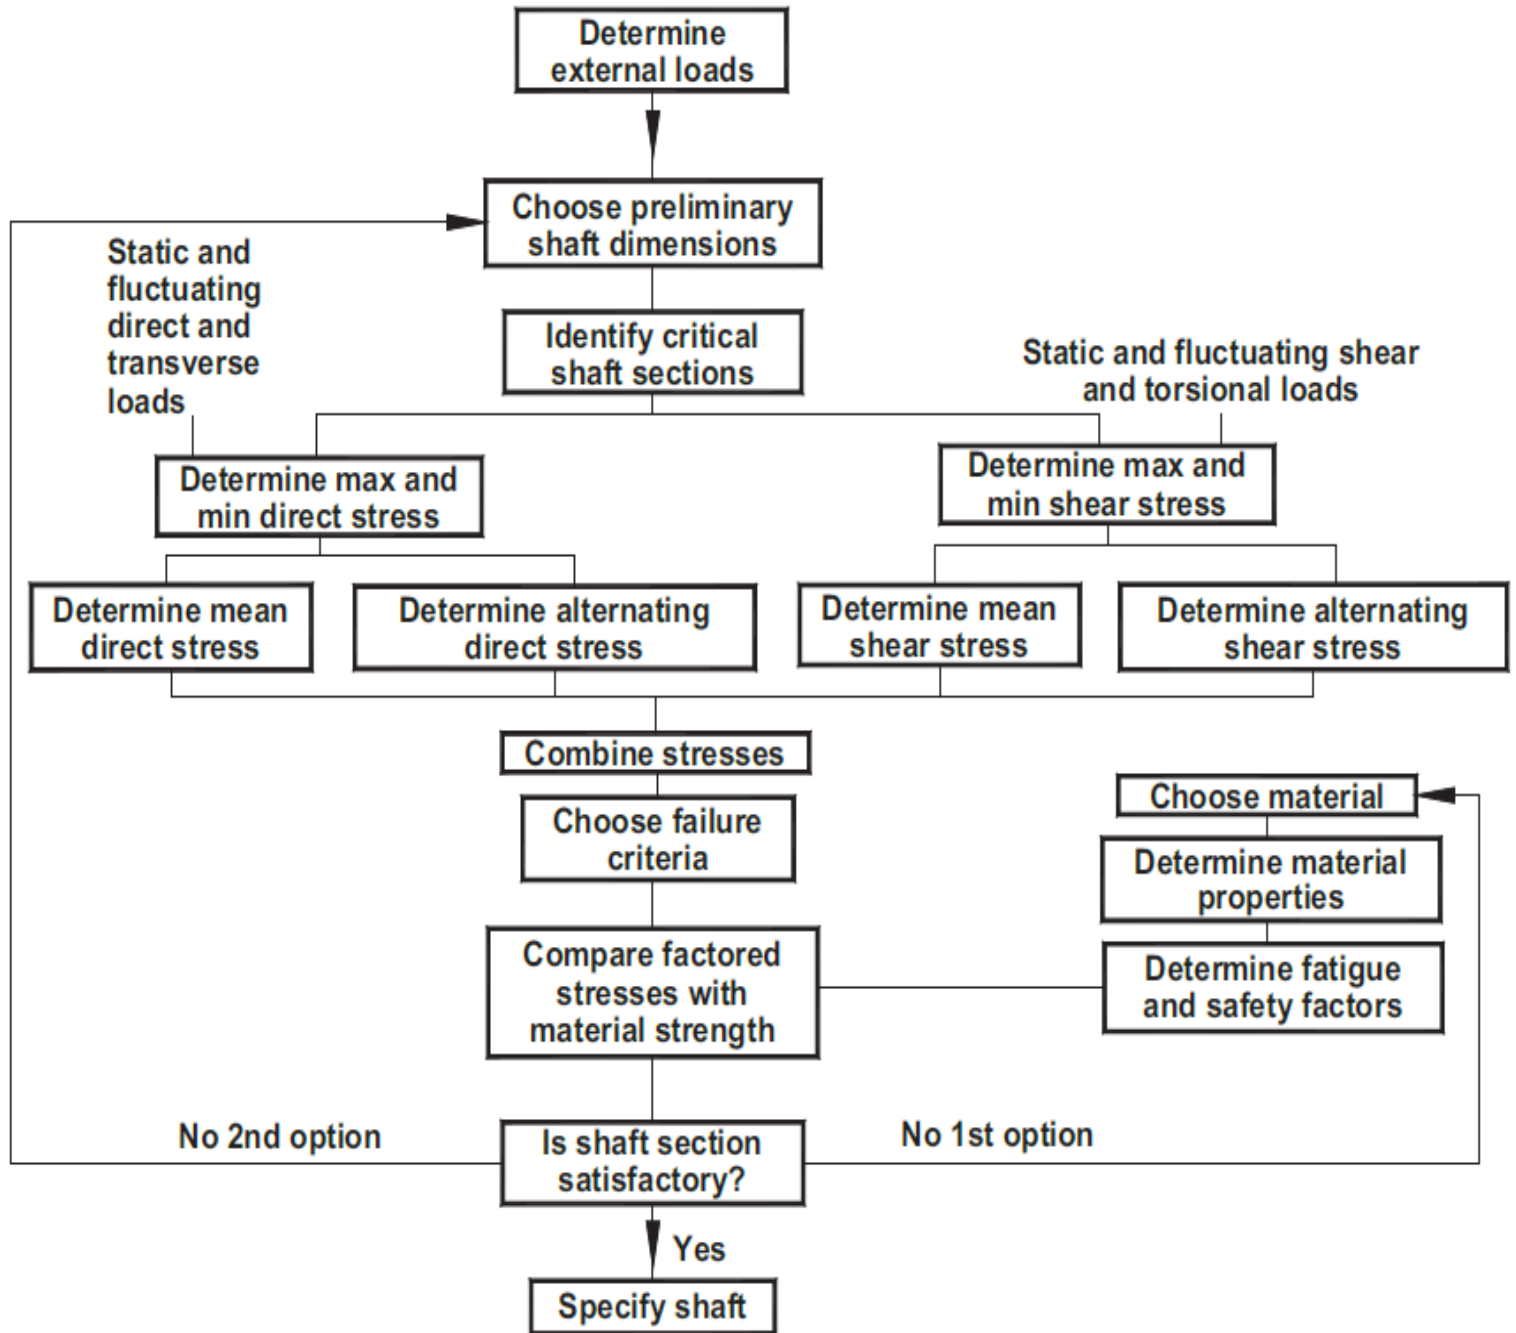 Determine
external loads
Choose preliminary
shaft dimensions
Static and
fluctuating
direct and
transverse
loads
Identify critical
shaft sections
Static and fluctuating shear
and torsional loads
Determine max and
min direct stress
Determine max and
min shear stress
Determine mean
direct stress
Determine alternating
direct stress
Determine mean
shear stress
Determine alternating
shear stress
Combine stresses
Choose failure
criteria
Choose material
Determine material
properties
Compare factored
stresses with
material strength
Determine fatigue
and safety factors
No 2nd option
Is shaft section
satisfactory?
No 1st option
Yes
Specify shaft